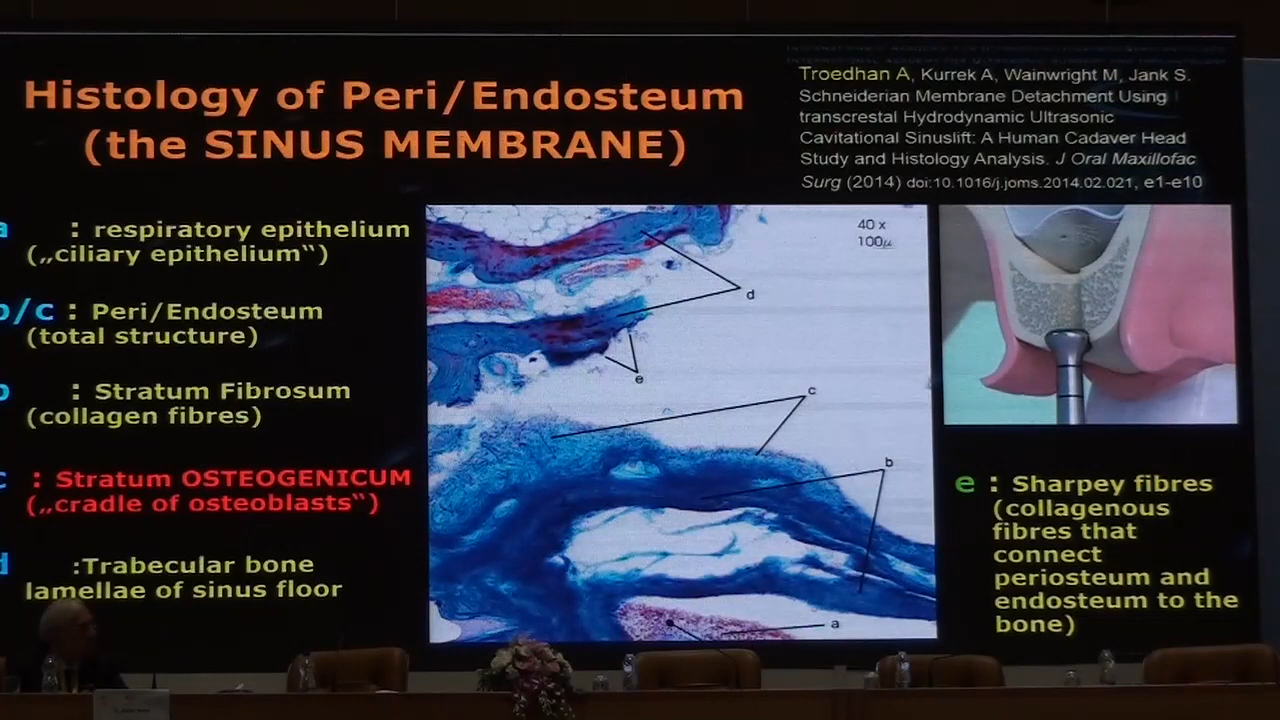 Histology of Peri/Endosteum
(the SINUS MEMBRANE)
Troedhan A, Kurrek A, Wainwright M, Jank S.
Schneiderian Membrane Detachment Using
transcrestal Hydrodynamic Ultrasonic
Cavitational Sinuslift: A Human Cadaver Head
Study and Histology Analysis. J Oral Maxillofac
Surg (2014) doi:10.1016/j.joms.2014.02.021, e1-e10
a : respiratory epithelium
(„ciliary epithelium“)
b/c : Peri/Endosteum
(total structure)
b : Stratum Fibrosum
(collagen fibres)
c : Stratum OSTEOGENICUM
(„cradle of osteoblasts“)
d :Trabecular bone
lamellae of sinus floor
40 x
100µ
d
e
c
b
a
e : Sharpey fibres
(collagenous
fibres that
connect
periosteum and
endosteum to the
bone)